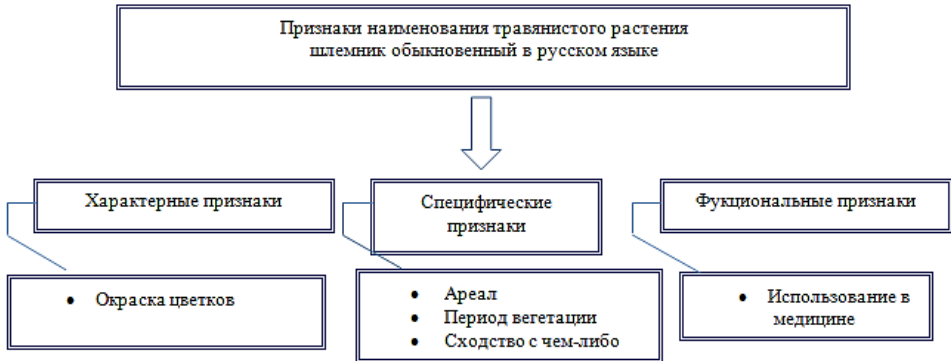 Признаки наименования травянистого растения
шлемник обыкновенный в русском языке
Характерные признаки
Специфические
признаки
Фукциональные признаки
• Окраска цветков
• Ареал
• Период вегетации
• Сходство с чем-либо
• Использование в
медицине